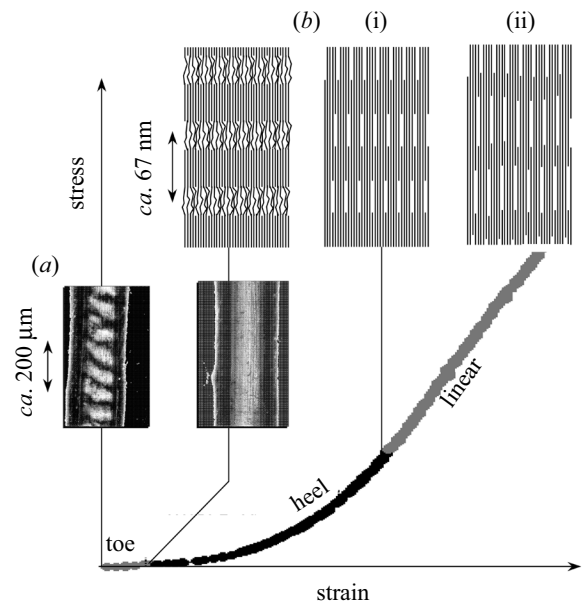 (b) (i) (ii)
ca. 67 nm
stress
(a)
ca. 200 µm
linear
heel
toe
strain